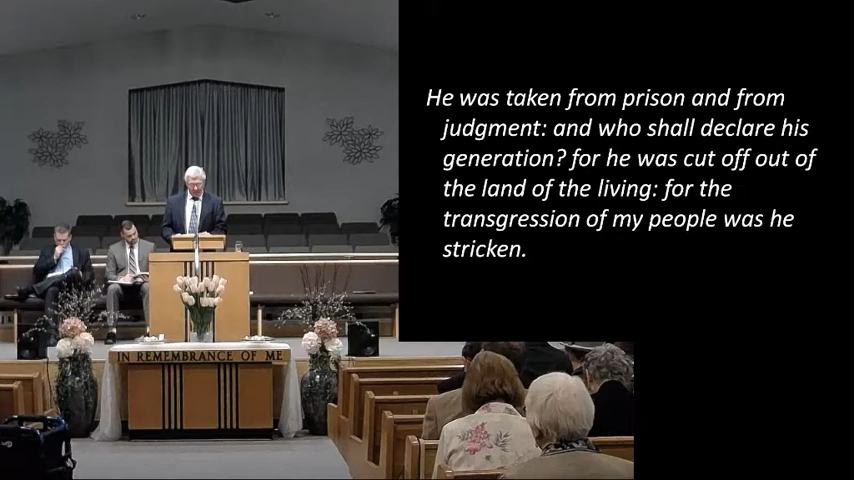 He was taken from prison and from
judgment: and who shall declare his
generation? for he was cut off out of
the land of the living: for the
transgression of my people was he
stricken.
IN REMEMBRANCE OF ME